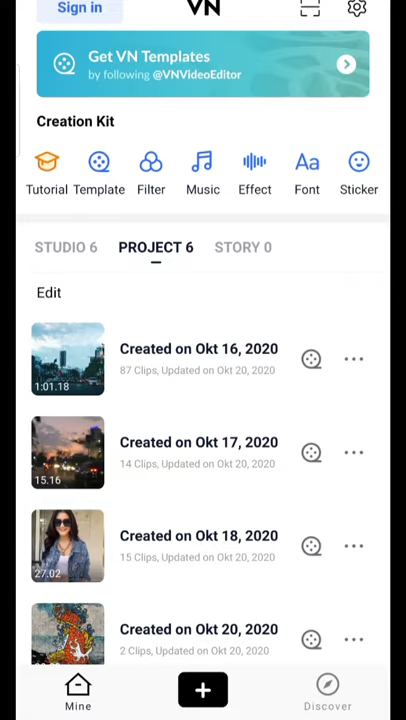 Sign in
VN
Get VN Templates
by following @VNVideoEditor
Creation Kit
Tutorial
Template
Filter
Music
Effect
Aa
Font
Sticker
STUDIO 6
PROJECT 6
STORY 0
Edit
1:01.18
Created on Okt 16, 2020
87 Clips, Updated on Okt 20, 2020
15.16
Created on Okt 17, 2020
14 Clips, Updated on Okt 20, 2020
27.02
Created on Okt 18, 2020
15 Clips, Updated on Okt 20, 2020
Created on Okt 20, 2020
2 Clips, Updated on Okt 20, 2020
Mine
Discover